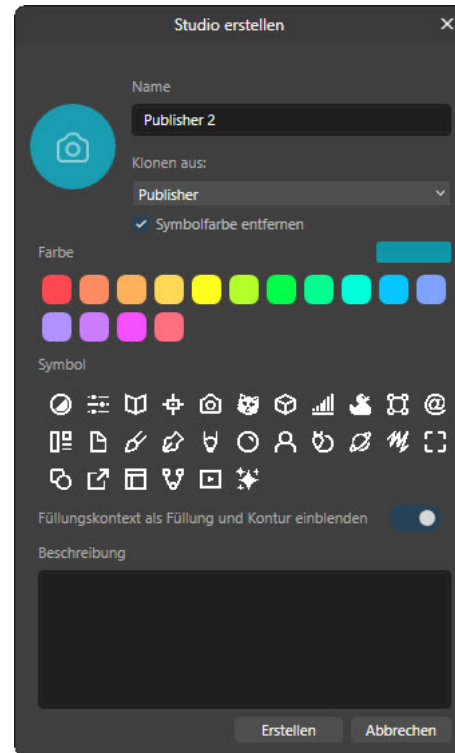 Studio erstellen
Name
Publisher 2
Klonen aus:
Publisher
Symbolfarbe entfernen
Farbe
Symbol
Füllungskontext als Füllung und Kontur einblenden
Beschreibung
Erstellen Abbrechen